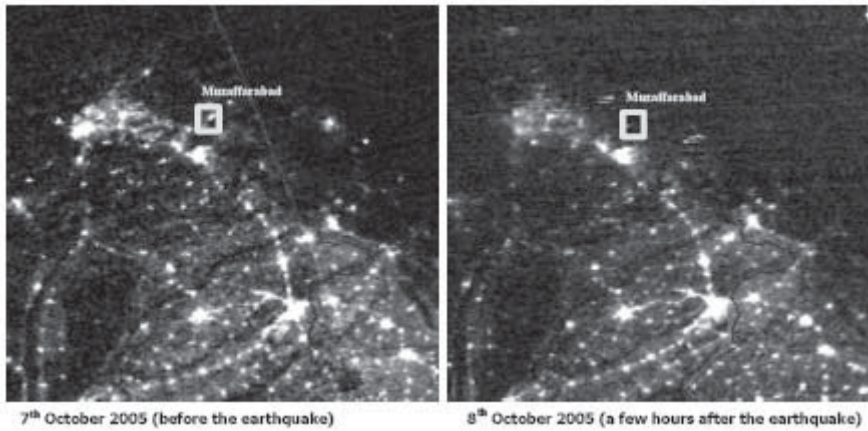 Muzaffarabad
Muzaffarabad
7th October 2005 (before the earthquake)
8th October 2005 (a few hours after the earthquake)